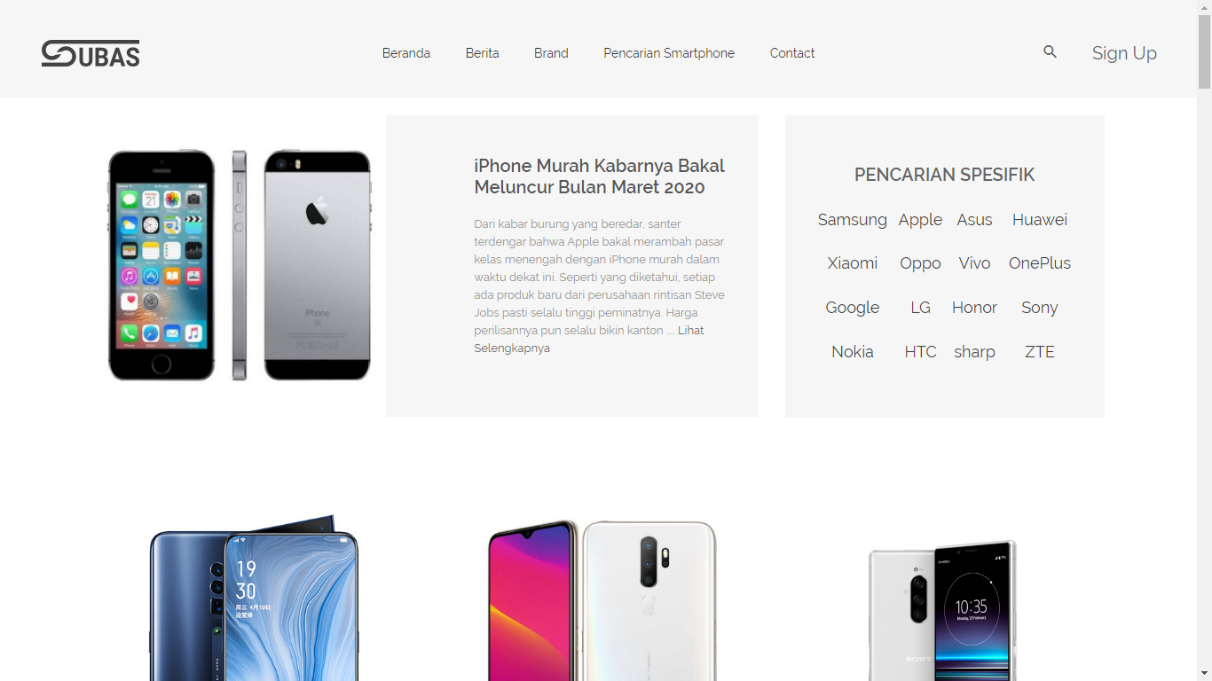 SUBAS
Beranda Berita Brand Pencarian Smartphone Contact
Sign Up
iPhone Murah Kabarnya Bakal
Meluncur Bulan Maret 2020
Dari kabar burung yang beredar, santer
terdengar bahwa Apple bakal merambah pasar
kelas menengah dengan iPhone murah dalam
waktu dekat ini. Seperti yang diketahui, setiap
ada produk baru dari perusahaan rintisan Steve
Jobs pasti selalu tinggi peminatnya. Harga
perilisannya pun selalu bikin kanton .... Lihat
Selengkapnya
PENCARIAN SPESIFIK
Samsung Apple Asus Huawei
Xiaomi Oppo Vivo OnePlus
Google LG Honor Sony
Nokia HTC sharp ZTE
iPhone
19
30
10:35
SONY